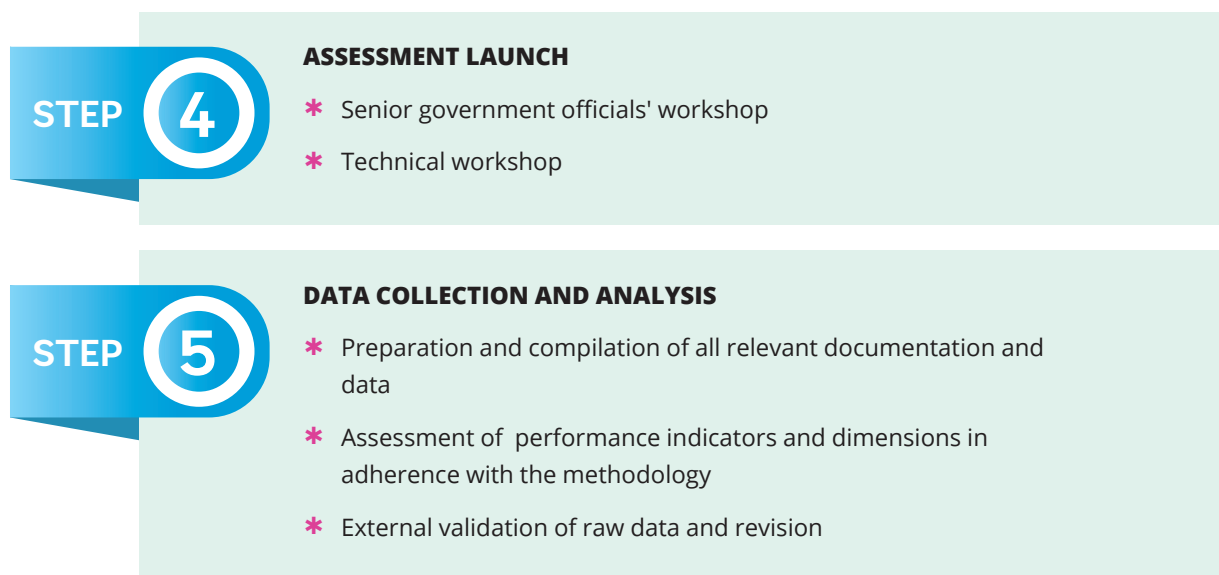 STEP 4
ASSESSMENT LAUNCH
* Senior government officials' workshop
* Technical workshop
STEP 5
DATA COLLECTION AND ANALYSIS
* Preparation and compilation of all relevant documentation and
data
* Assessment of  performance indicators and dimensions in
adherence with the methodology
* External validation of raw data and revision